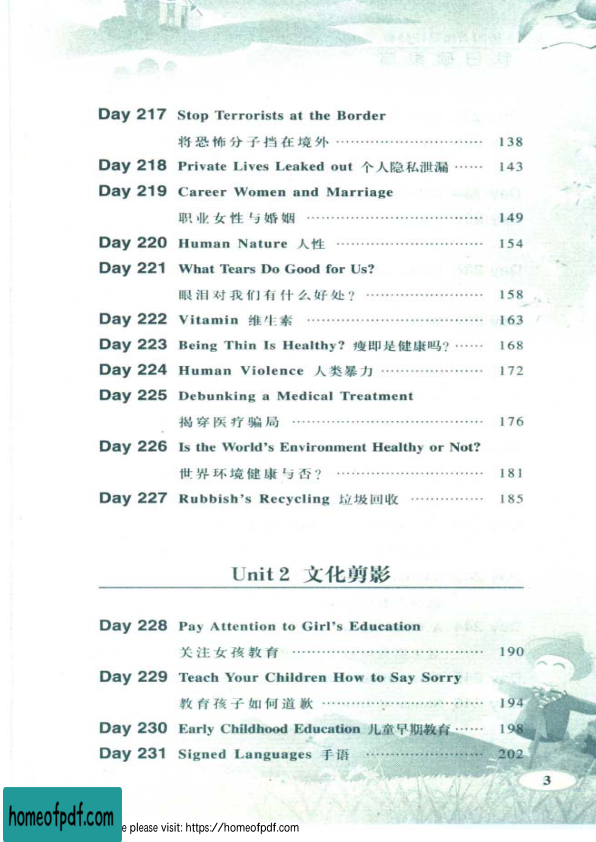 Day 217 Stop Terrorists at the Border
将恐怖分子挡在境外 ………………………… 138
Day 218 Private Lives Leaked out 个人隐私泄漏 …… 143
Day 219 Career Women and Marriage
职业女性与婚姻 ……………………………… 149
Day 220 Human Nature 人性 ………………………… 154
Day 221 What Tears Do Good for Us?
眼泪对我们有什么好处? …………………… 158
Day 222 Vitamin 维生素 ……………………………… 163
Day 223 Being Thin Is Healthy? 瘦即是健康吗? …… 168
Day 224 Human Violence 人类暴力 ………………… 172
Day 225 Debunking a Medical Treatment
揭穿医疗骗局 ………………………………… 176
Day 226 Is the World's Environment Healthy or Not?
世界环境健康与否? ………………………… 181
Day 227 Rubbish's Recycling 垃圾回收 …………… 185
Unit 2 文化剪影
Day 228 Pay Attention to Girl's Education
关注女孩教育 ………………………………… 190
Day 229 Teach Your Children How to Say Sorry
教育孩子如何道歉 …………………………… 194
Day 230 Early Childhood Education 儿童早期教育 …… 198
Day 231 Signed Languages 手语 …………………… 202
3
homeofpdf.com
e please visit: https://homeofpdf.com